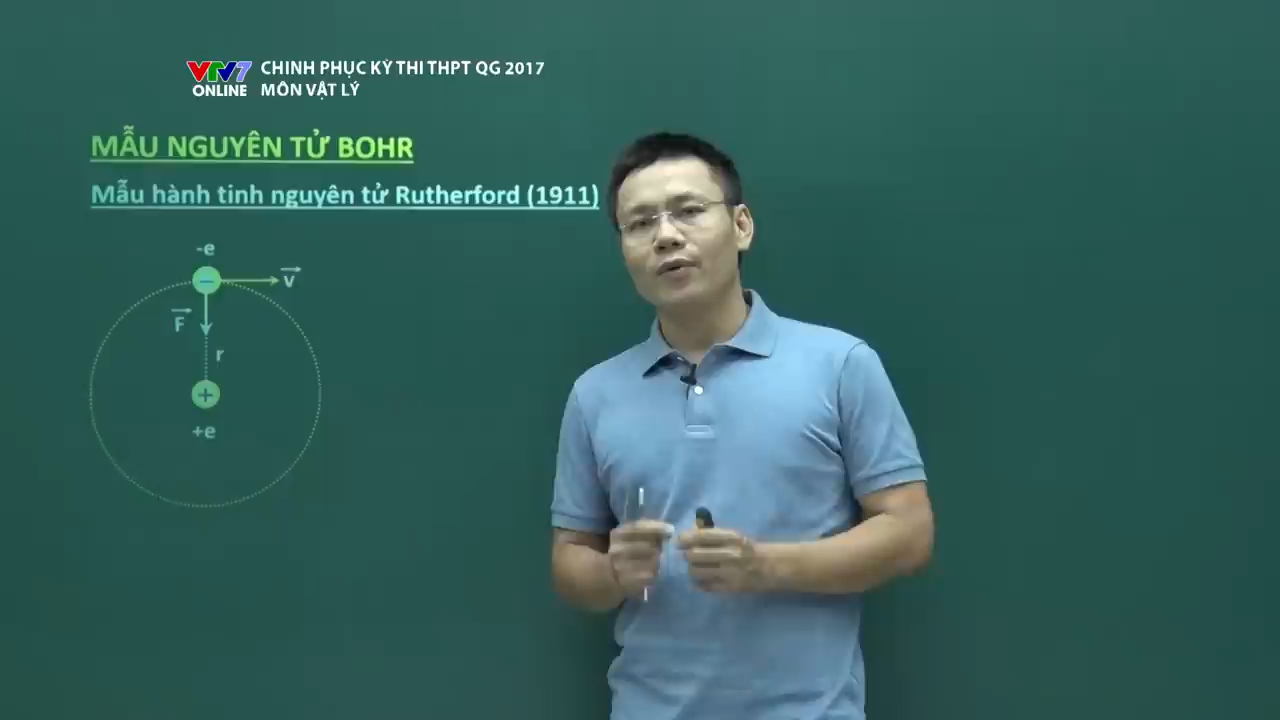 VTV7 ONLINE
CHINH PHỤC KỲ THI THPT QG 2017
MÔN VẬT LÝ
MẪU NGUYÊN TỬ BOHR
Mẫu hành tinh nguyên tử Rutherford (1911)
-e
−
v
F
r
+
+e